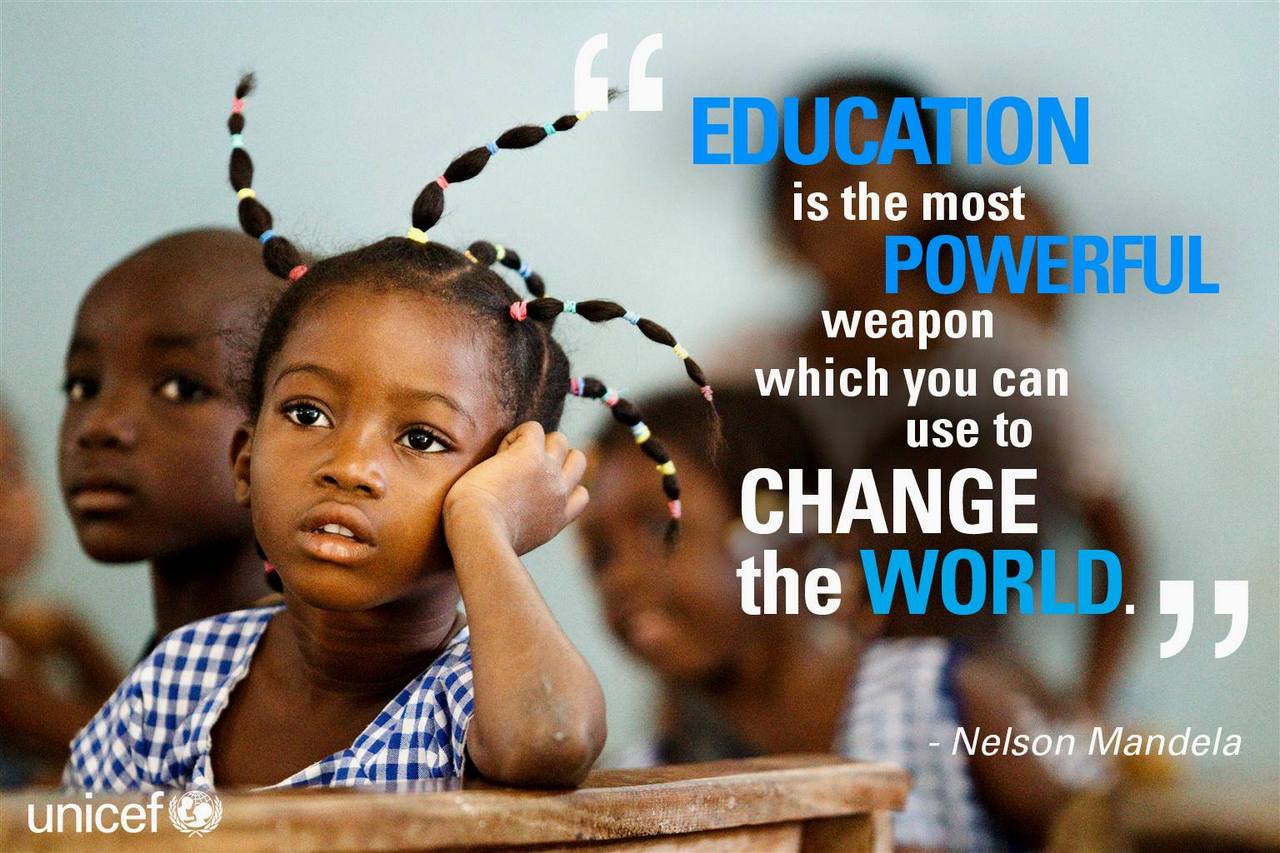 “EDUCATION
is the most
POWERFUL
weapon
which you can
use to
CHANGE
the WORLD.”
- Nelson Mandela
unicef